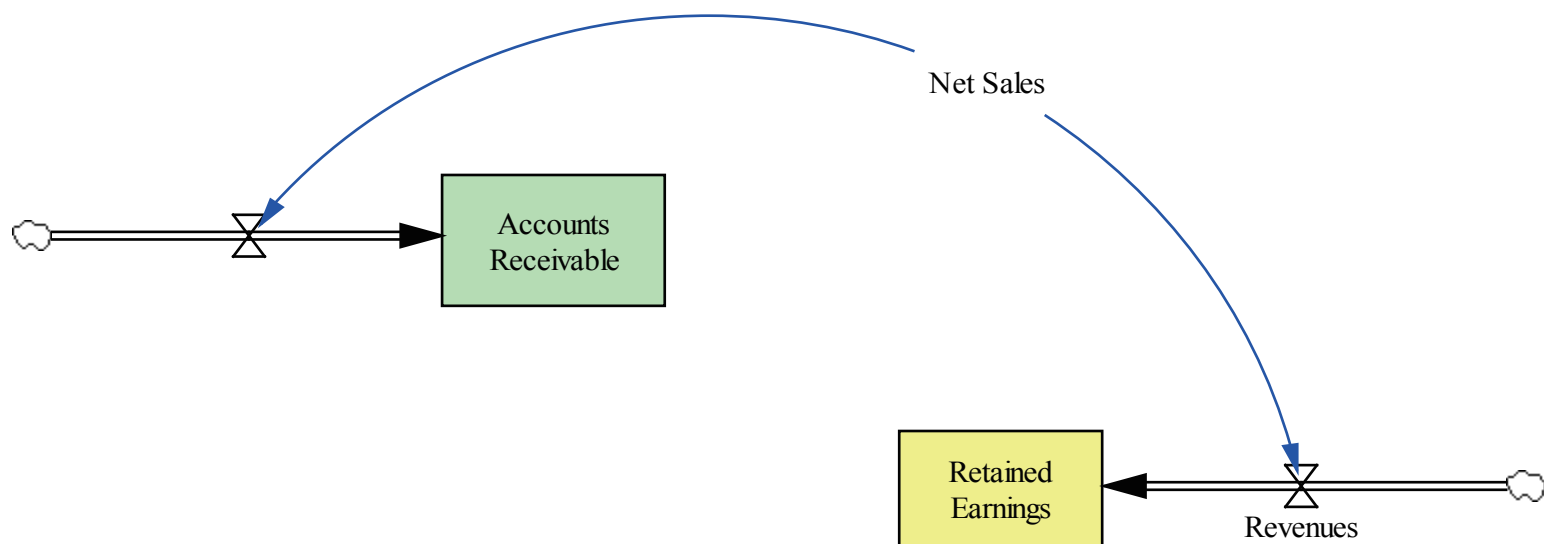 Net Sales
Accounts
Receivable
Retained
Earnings
Revenues